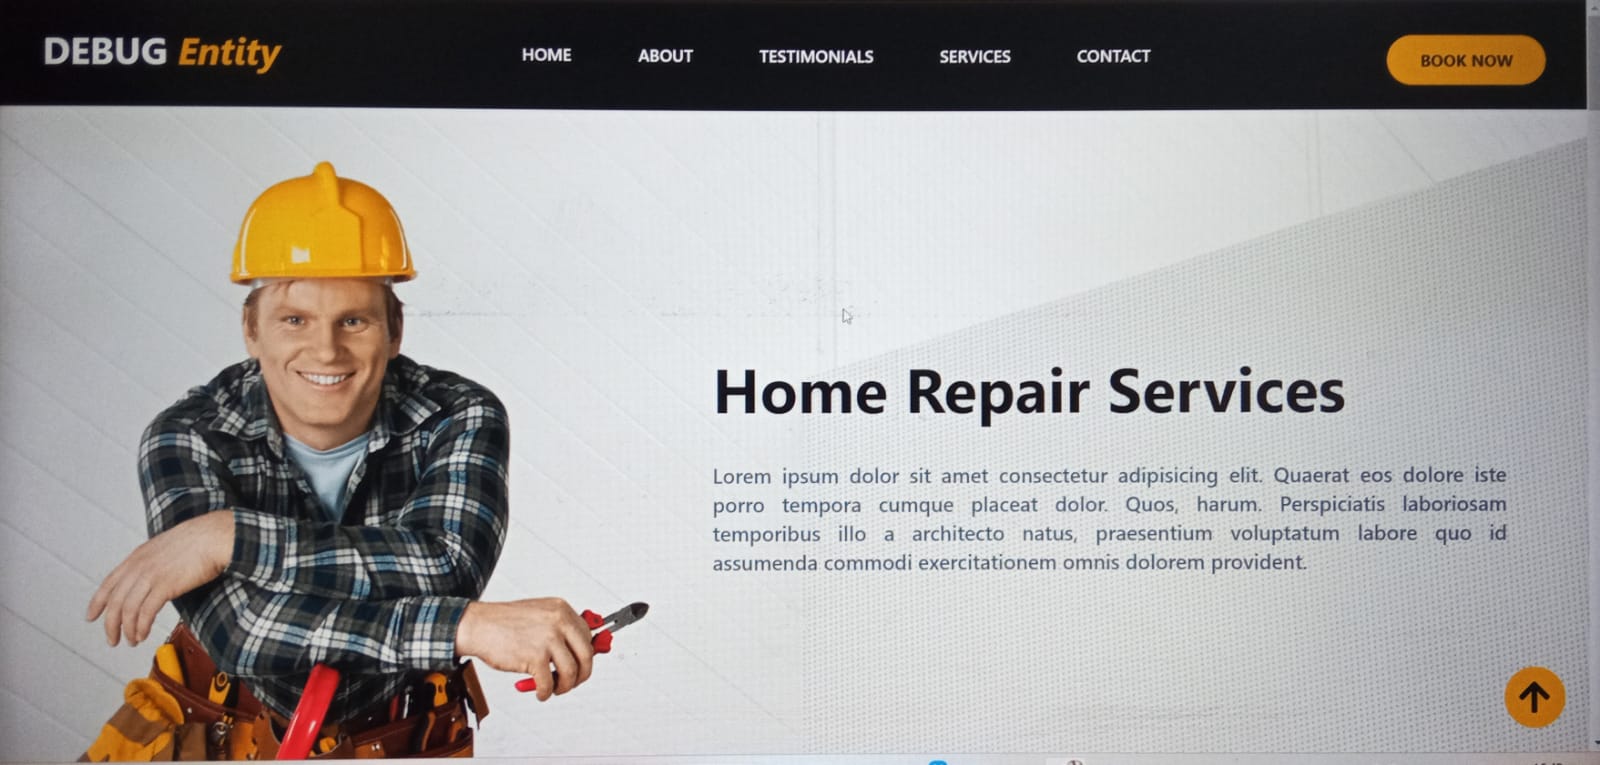 DEBUG Entity
HOME
ABOUT
TESTIMONIALS
SERVICES
CONTACT
BOOK NOW
Home Repair Services
Lorem ipsum dolor sit amet consectetur adipisicing elit. Quaerat eos dolore iste
porro tempora cumque placeat dolor. Quos, harum. Perspiciatis laboriosam
temporibus illo a architecto natus, praesentium voluptatum labore quo id
assumenda commodi exercitationem omnis dolorem provident.